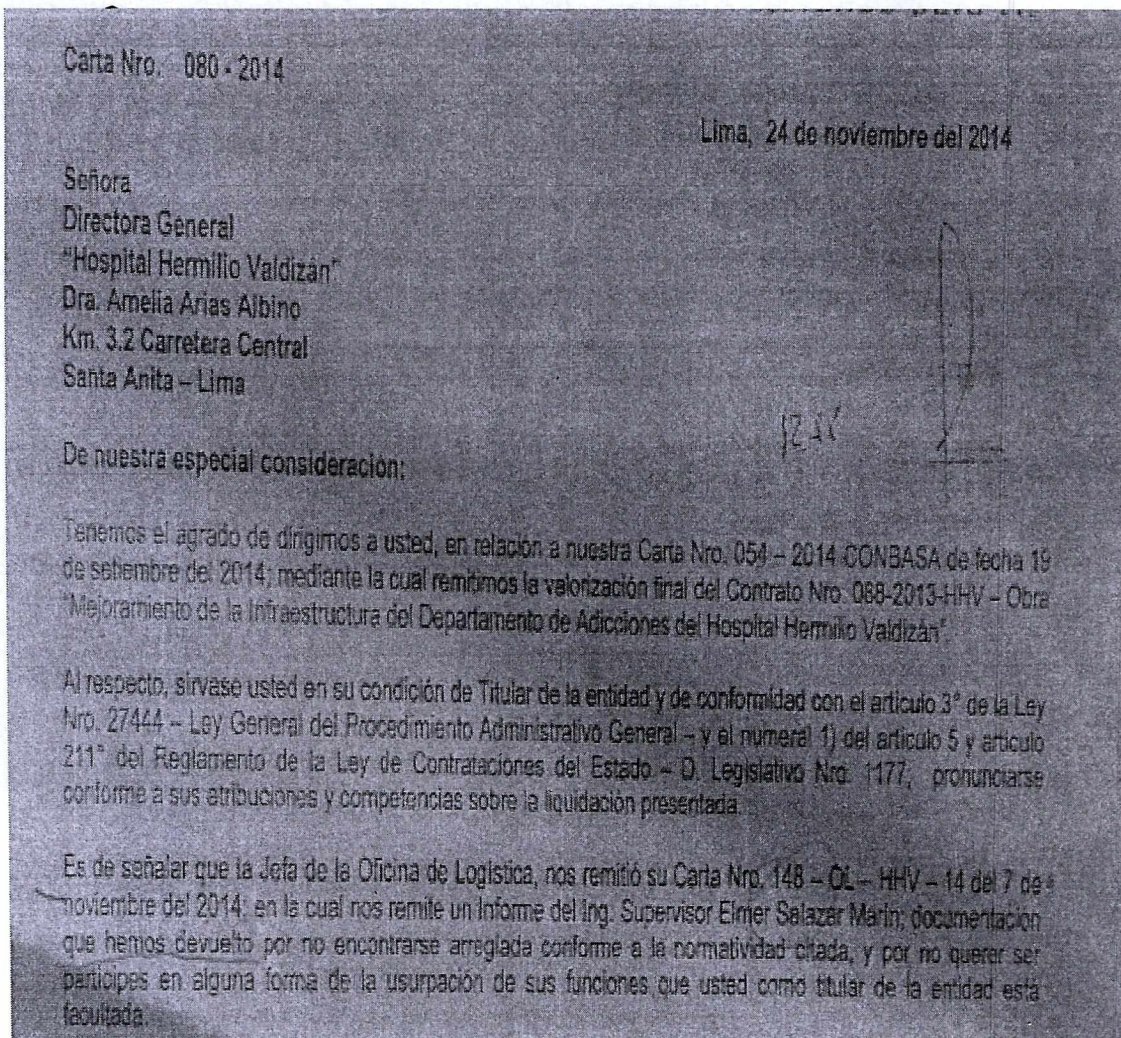 Carta Nro. 080 - 2014
Lima, 24 de noviembre del 2014
Señora
Directora General
"Hospital Hermilio Valdizán"
Dra. Amelia Arias Albino
Km. 3.2 Carretera Central
Santa Anita – Lima
De nuestra especial consideración:
Tenemos el agrado de dirigirnos a usted, en relación a nuestra Carta Nro. 054 – 2014 CONBASA de fecha 19
de setiembre del 2014; mediante la cual remitimos la valorización final del Contrato Nro. 088-2013-HHV – Obra
"Mejoramiento de la Infraestructura del Departamento de Adicciones del Hospital Hermilio Valdizán".
Al respecto, sírvase usted en su condición de Titular de la entidad y de conformidad con el artículo 3° de la Ley
Nro. 27444 – Ley General del Procedimiento Administrativo General – y el numeral 1) del artículo 5 y artículo
211° del Reglamento de la Ley de Contrataciones del Estado – D. Legislativo Nro. 1177, pronunciarse
conforme a sus atribuciones y competencias sobre la liquidación presentada.
Es de señalar que la Jefa de la Oficina de Logística, nos remitió su Carta Nro. 148 – OL – HHV – 14 del 7 de
noviembre del 2014; en la cual nos remite un Informe del Ing. Supervisor Elmer Salazar Marín; documentación
que hemos devuelto por no encontrarse arreglada conforme a la normatividad citada, y por no querer ser
partícipes en alguna forma de la usurpación de sus funciones que usted como titular de la entidad está
facultada.